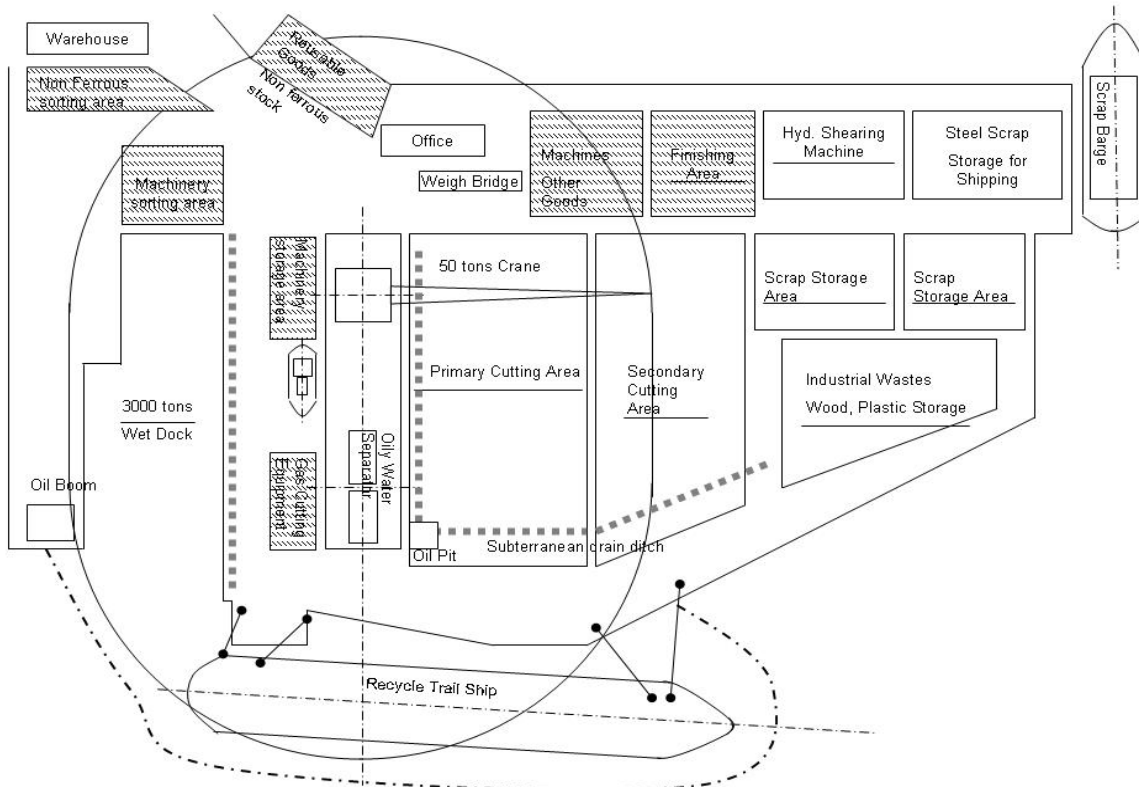 Warehouse
Non Ferrous
sorting area
Reusable
Goods
Non ferrous
stock
Office
Weigh Bridge
Machines
Other
Goods
Finishing
Area
Hyd. Shearing
Machine
Steel Scrap
Storage for
Shipping
Scrap Barge
Machinery
sorting area
Machinery
storage area
50 tons Crane
Scrap Storage
Area
Scrap
Storage Area
Primary Cutting Area
Secondary
Cutting
Area
Industrial Wastes
Wood, Plastic Storage
3000 tons
Wet Dock
Oily Water
Separator
Gas Cutting
Equipment
Oil Boom
Oil Pit
Subterranean drain ditch
Recycle Trail Ship